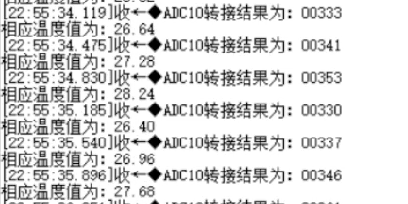 [22:55:34.119]收←◆ADC10转接结果为：00333
相应温度值为：26.64
[22:55:34.475]收←◆ADC10转接结果为：00341
相应温度值为：27.28
[22:55:34.830]收←◆ADC10转接结果为：00353
相应温度值为：28.24
[22:55:35.185]收←◆ADC10转接结果为：00330
相应温度值为：26.40
[22:55:35.540]收←◆ADC10转接结果为：00337
相应温度值为：26.96
[22:55:35.896]收←◆ADC10转接结果为：00346
相应温度值为：27.68